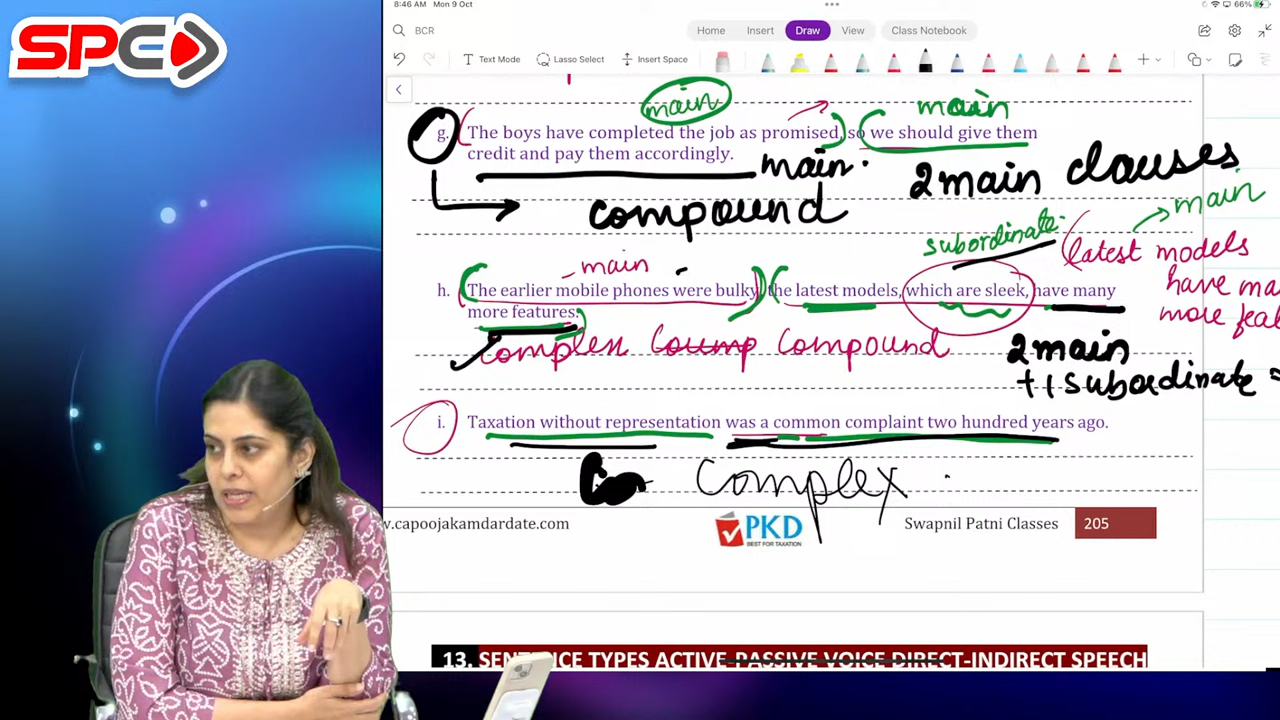 SPC
8:46 AM Mon 9 Oct
66%
BCR
Home Insert Draw View Class Notebook
Text Mode Lasso Select Insert Space
main
main
g. The boys have completed the job as promised, so we should give them
credit and pay them accordingly. main.
2 main clauses
compound
main
subordinate.
latest models
have ma
more feat
main
h. The earlier mobile phones were bulky, the latest models, which are sleek, have many
more features.
complex compound
2 main
+1 subordinate =
i. Taxation without representation was a common complaint two hundred years ago.
Complex.
w.capoojakamdardate.com
PKD
BEST FOR TAXATION
Swapnil Patni Classes 205
13. SENTENCE TYPES ACTIVE-PASSIVE VOICE DIRECT-INDIRECT SPEECH